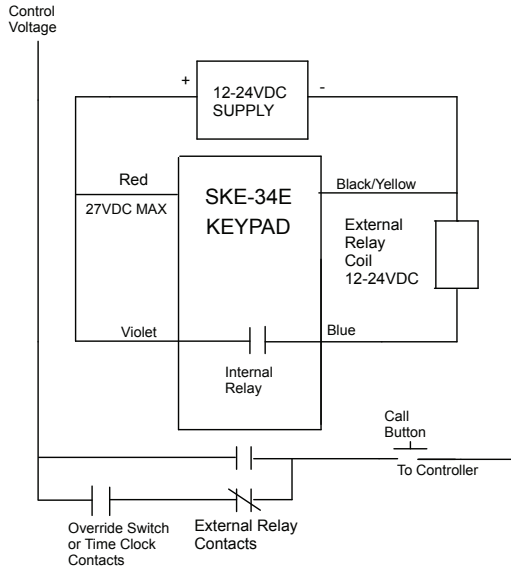 Control
Voltage
+
12-24VDC
SUPPLY
-
Red
27VDC MAX
SKE-34E
KEYPAD
Black/Yellow
External
Relay
Coil
12-24VDC
Violet
Internal
Relay
Blue
Call
Button
To Controller
Override Switch
or Time Clock
Contacts
External Relay
Contacts